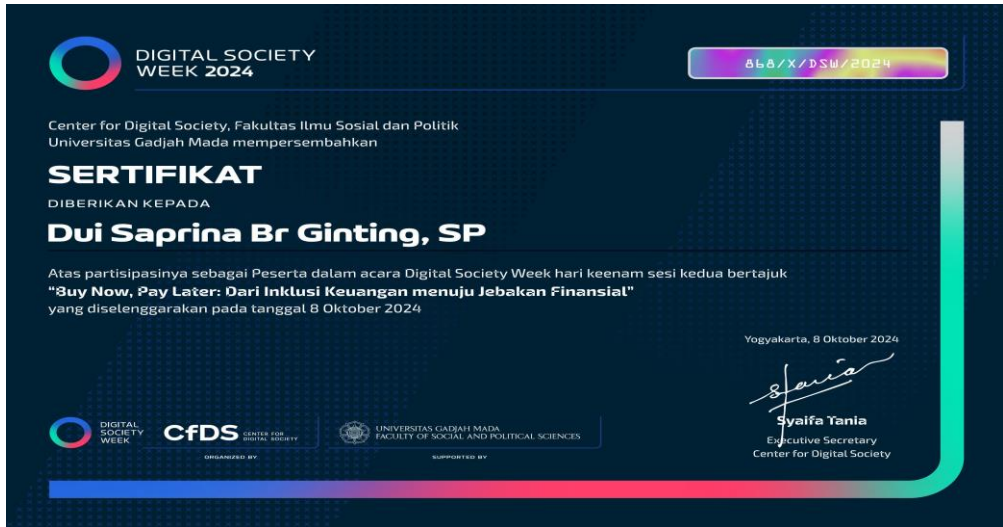 DIGITAL SOCIETY
WEEK 2024
868/X/DSW/2024
Center for Digital Society, Fakultas Ilmu Sosial dan Politik
Universitas Gadjah Mada mempersembahkan
SERTIFIKAT
DIBERIKAN KEPADA
Dui Saprina Br Ginting, SP
Atas partisipasinya sebagai Peserta dalam acara Digital Society Week hari keenam sesi kedua bertajuk
“Buy Now, Pay Later: Dari Inklusi Keuangan menuju Jebakan Finansial”
yang diselenggarakan pada tanggal 8 Oktober 2024
Yogyakarta, 8 Oktober 2024
Syaifa Tania
Executive Secretary
Center for Digital Society
DIGITAL
SOCIETY
WEEK
CfDS CENTER FOR
DIGITAL SOCIETY
ORGANIZED BY
UNIVERSITAS GADJAH MADA
FACULTY OF SOCIAL AND POLITICAL SCIENCES
SUPPORTED BY